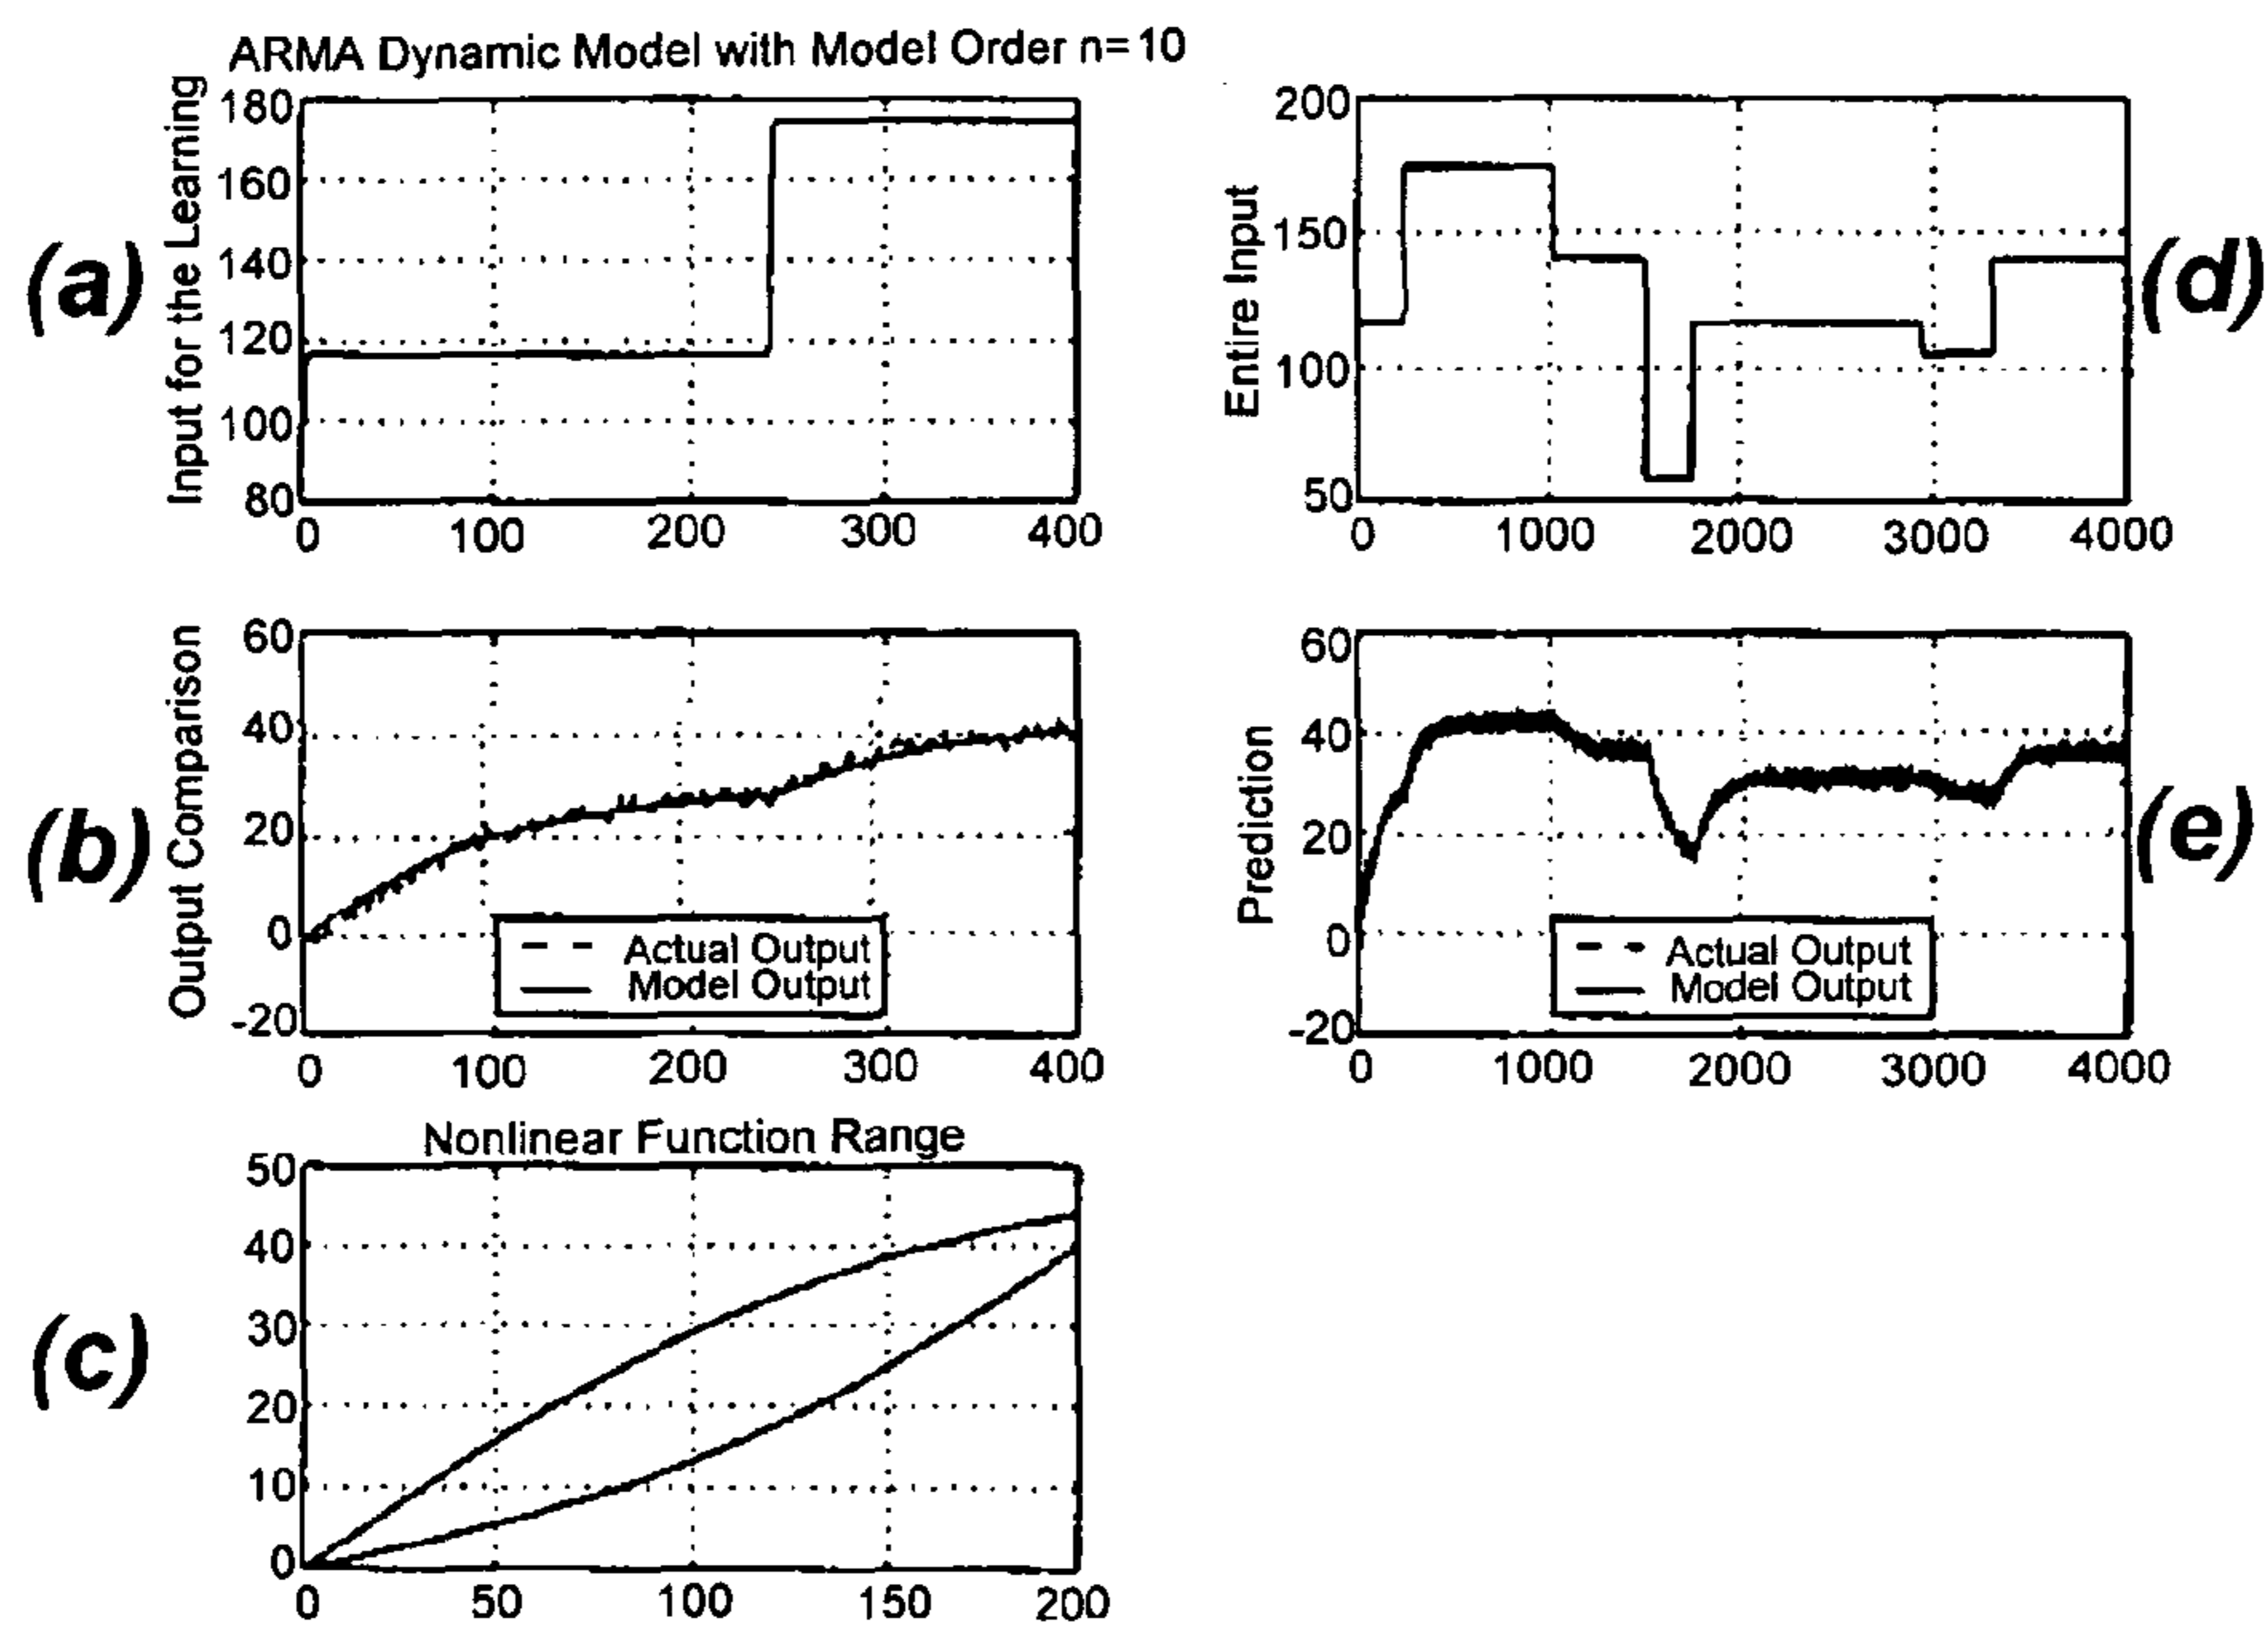 ARMA Dynamic Model with Model Order n=10
(a)
Input for the Learning
180
160
140
120
100
80
0 100 200 300 400
(d)
Entire Input
200
150
100
50
0 1000 2000 3000 4000
(b)
Output Comparison
60
40
20
0
-20
Actual Output
Model Output
0 100 200 300 400
(e)
Prediction
60
40
20
0
-20
Actual Output
Model Output
0 1000 2000 3000 4000
(c)
Nonlinear Function Range
50
40
30
20
10
0
0 50 100 150 200